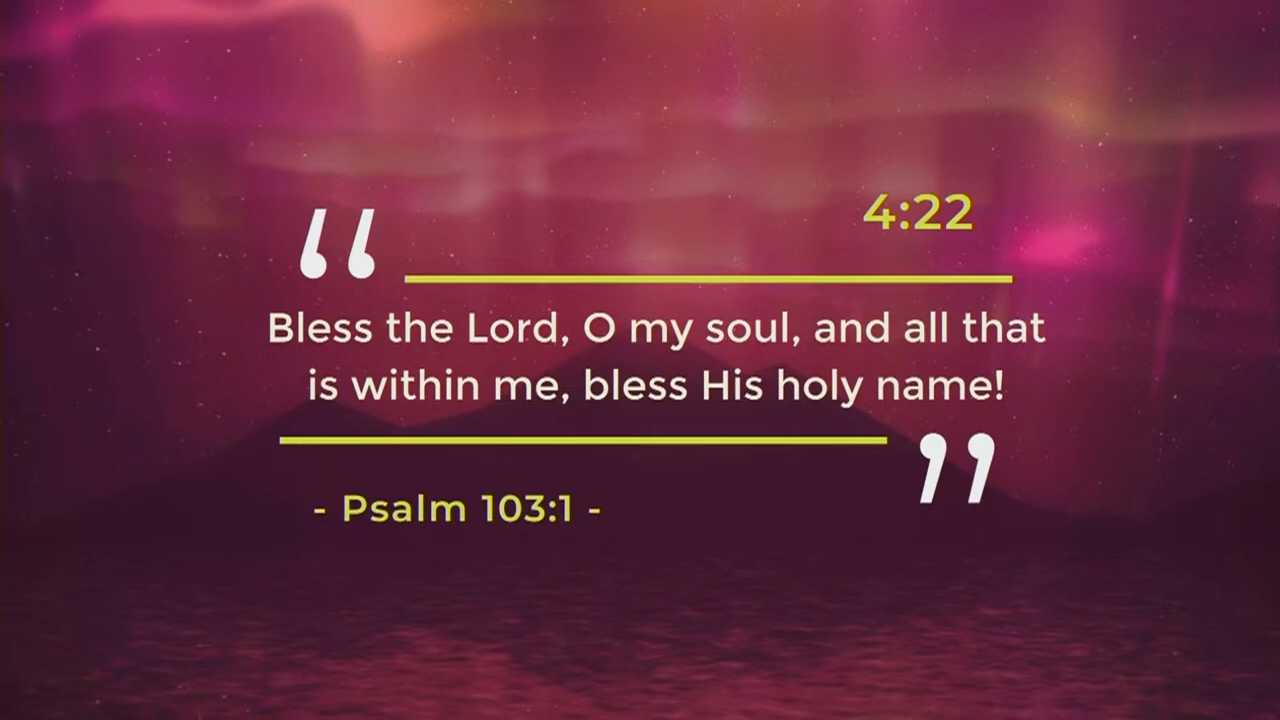 4:22
“
Bless the Lord, O my soul, and all that
is within me, bless His holy name!
”
- Psalm 103:1 -